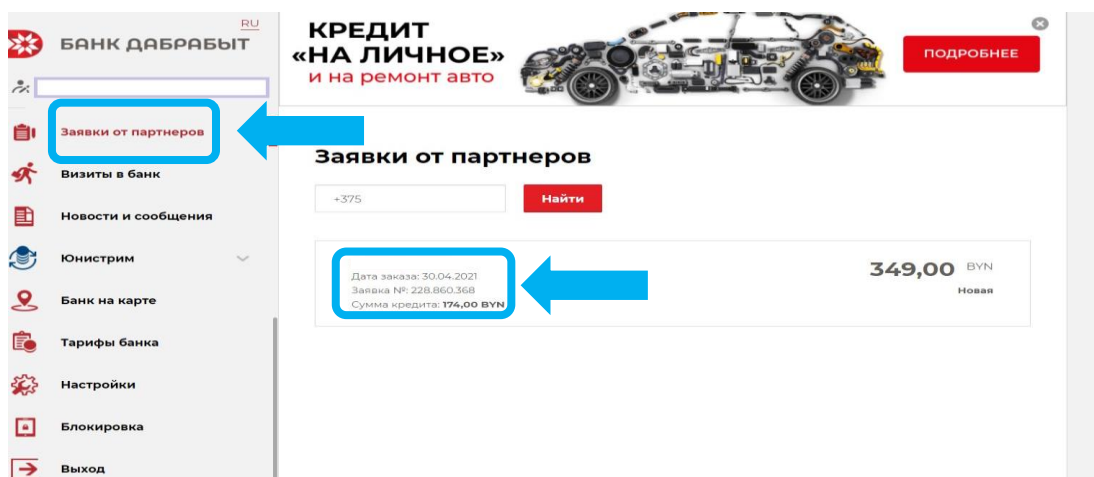 RU
БАНК ДАБРАБЫТ
Заявки от партнеров
Визиты в банк
Новости и сообщения
Юнистрим
Банк на карте
Тарифы банка
Настройки
Блокировка
Выход
КРЕДИТ
«НА ЛИЧНОЕ»
и на ремонт авто
ПОДРОБНЕЕ
Заявки от партнеров
+375
Найти
Дата заказа: 30.04.2021
Заявка №: 228.860.368
Сумма кредита: 174,00 BYN
349,00 BYN
Новая